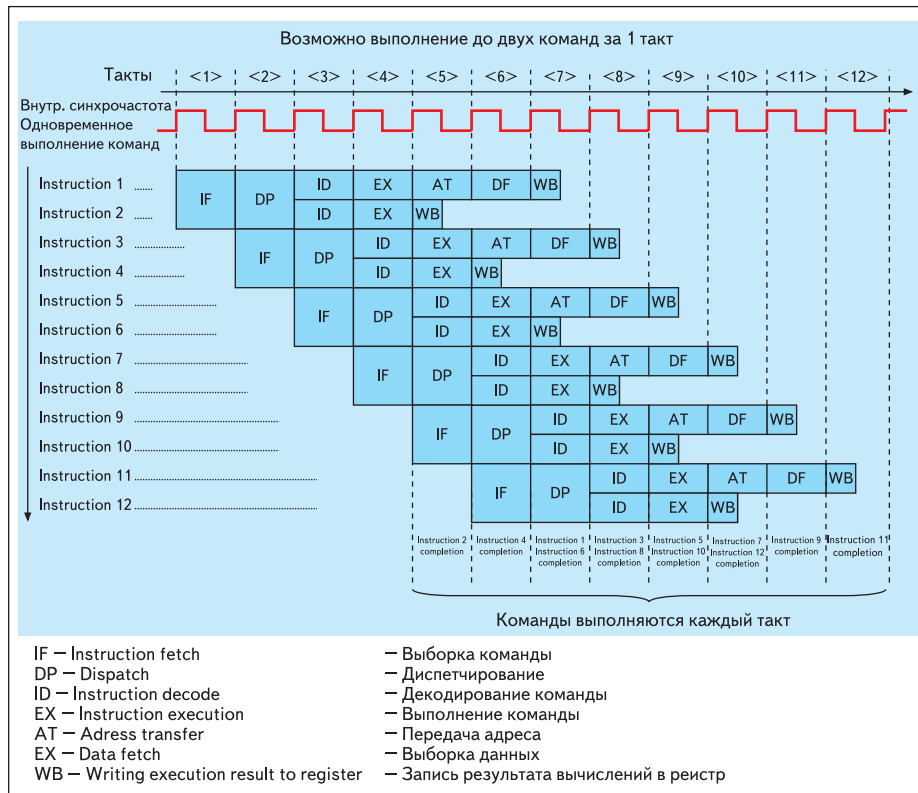 Возможно выполнение до двух команд за 1 такт
Такты <1> <2> <3> <4> <5> <6> <7> <8> <9> <10> <11> <12>
Внутр. синхрочастота
Одновременное
выполнение команд
Instruction 1 ...... IF DP ID EX AT DF WB
Instruction 2 ...... ID EX WB
Instruction 3 IF DP ID EX AT DF WB
Instruction 4 ID EX WB
Instruction 5 IF DP ID EX AT DF WB
Instruction 6 ID EX WB
Instruction 7 IF DP ID EX AT DF WB
Instruction 8 ID EX WB
Instruction 9 IF DP ID EX AT DF WB
Instruction 10 ID EX WB
Instruction 11 IF DP ID EX AT DF WB
Instruction 12 ID EX WB
Instruction 2 completion
Instruction 4 completion
Instruction 1 Instruction 6 completion
Instruction 3 Instruction 8 completion
Instruction 5 Instruction 10 completion
Instruction 7 Instruction 12 completion
Instruction 9 completion
Instruction 11 completion
Команды выполняются каждый такт
IF — Instruction fetch — Выборка команды
DP — Dispatch — Диспетчирование
ID — Instruction decode — Декодирование команды
EX — Instruction execution — Выполнение команды
AT — Adress transfer — Передача адреса
EX — Data fetch — Выборка данных
WB — Writing execution result to register — Запись результата вычислений в реистр